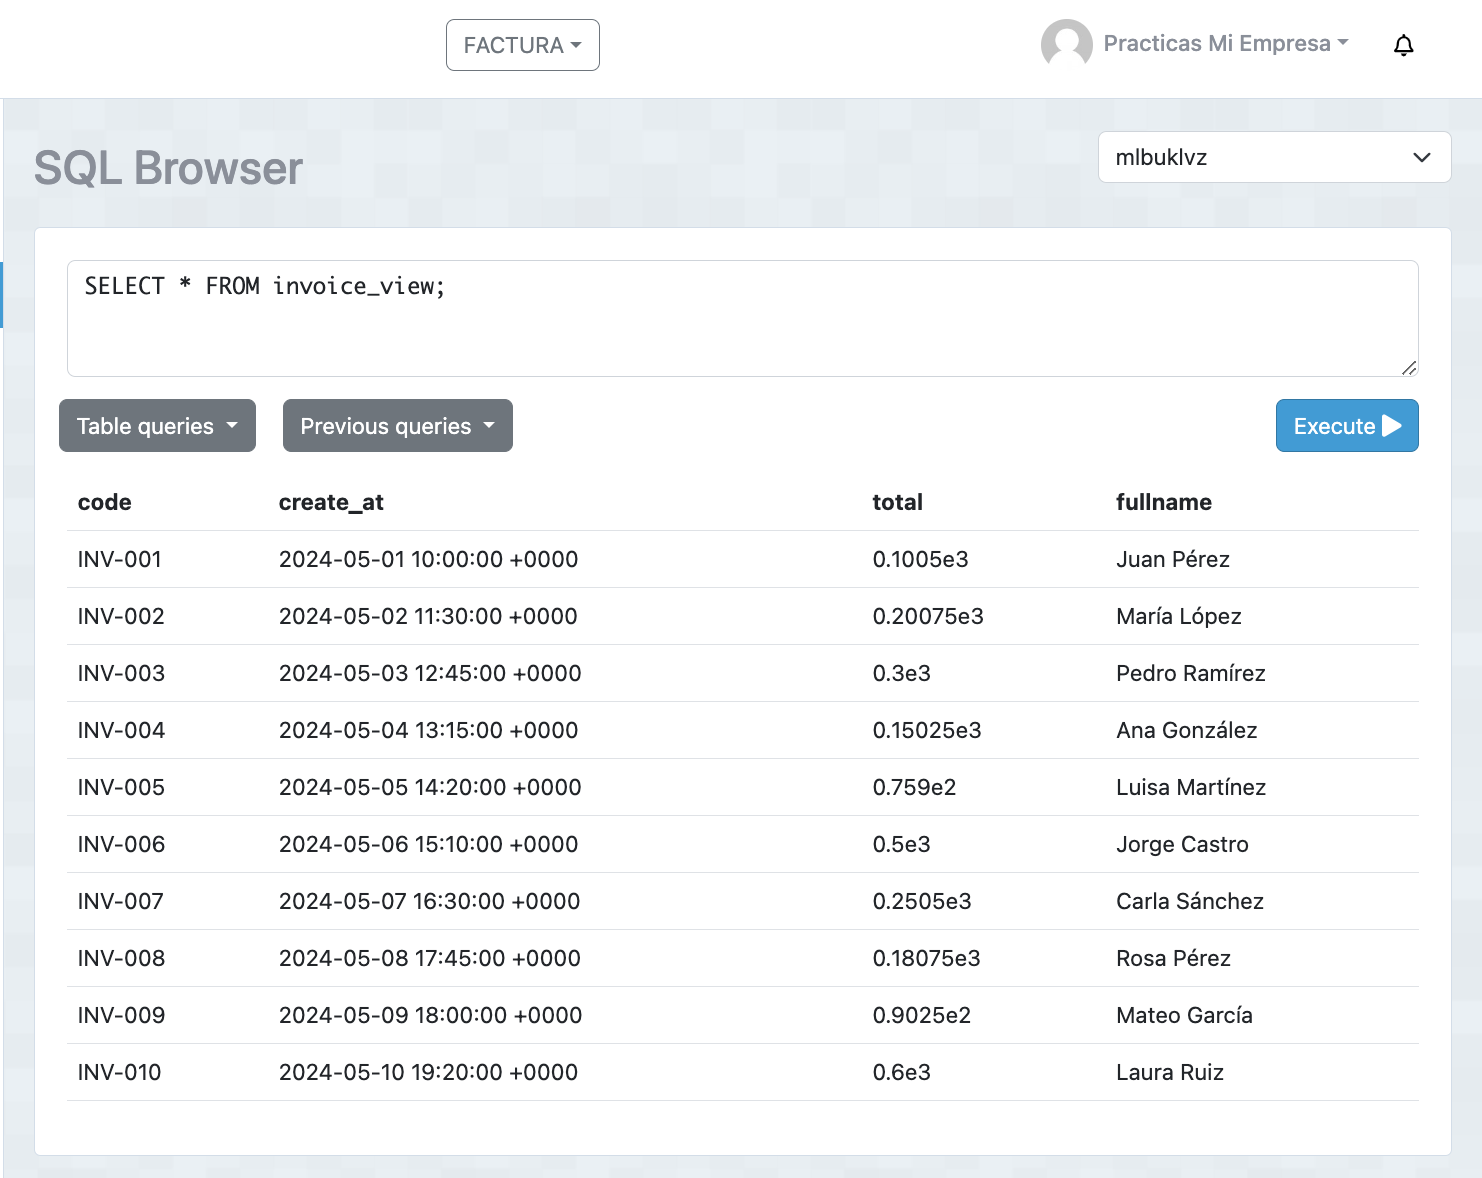 FACTURA
Practicas Mi Empresa
SQL Browser
mlbuklvz
SELECT * FROM invoice_view;
Table queries
Previous queries
Execute
code create_at total fullname
INV-001 2024-05-01 10:00:00 +0000 0.1005e3 Juan Pérez
INV-002 2024-05-02 11:30:00 +0000 0.20075e3 María López
INV-003 2024-05-03 12:45:00 +0000 0.3e3 Pedro Ramírez
INV-004 2024-05-04 13:15:00 +0000 0.15025e3 Ana González
INV-005 2024-05-05 14:20:00 +0000 0.759e2 Luisa Martínez
INV-006 2024-05-06 15:10:00 +0000 0.5e3 Jorge Castro
INV-007 2024-05-07 16:30:00 +0000 0.2505e3 Carla Sánchez
INV-008 2024-05-08 17:45:00 +0000 0.18075e3 Rosa Pérez
INV-009 2024-05-09 18:00:00 +0000 0.9025e2 Mateo García
INV-010 2024-05-10 19:20:00 +0000 0.6e3 Laura Ruiz